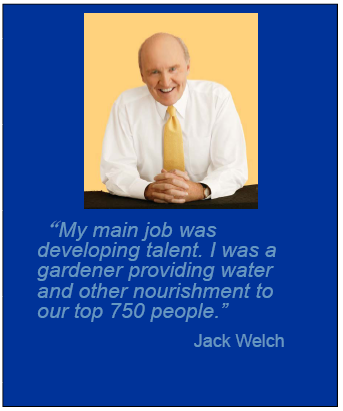 “My main job was
developing talent. I was a
gardener providing water
and other nourishment to
our top 750 people.”
Jack Welch